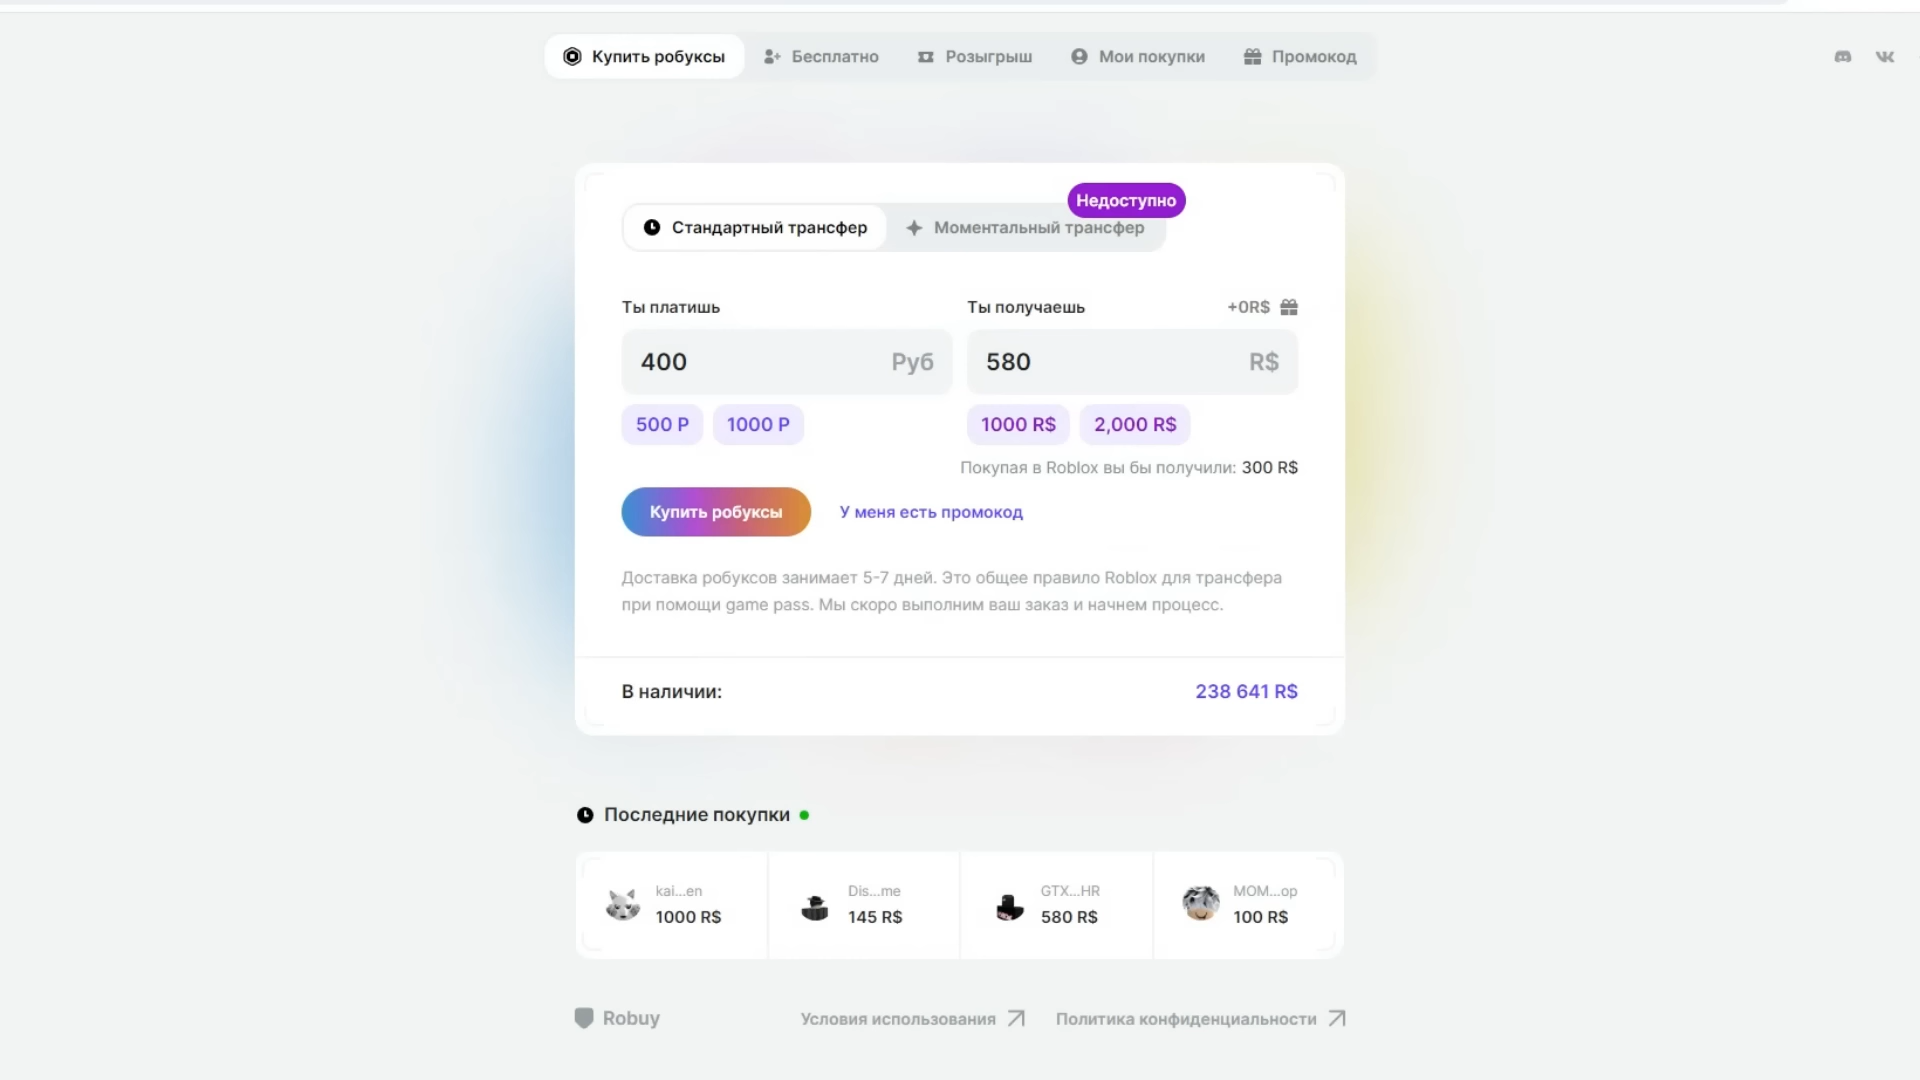 Купить робуксы
Бесплатно
Розыгрыш
Мои покупки
Промокод
Недоступно
Стандартный трансфер
Моментальный трансфер
Ты платишь
Ты получаешь
+0R$
400 Руб
580 R$
500 Р
1000 Р
1000 R$
2,000 R$
Покупая в Roblox вы бы получили: 300 R$
Купить робуксы
У меня есть промокод
Доставка робуксов занимает 5-7 дней. Это общее правило Roblox для трансфера
при помощи game pass. Мы скоро выполним ваш заказ и начнем процесс.
В наличии:
238 641 R$
Последние покупки
kai...en
1000 R$
Dis...me
145 R$
GTX...HR
580 R$
MOM...op
100 R$
Robuy
Условия использования
Политика конфиденциальности